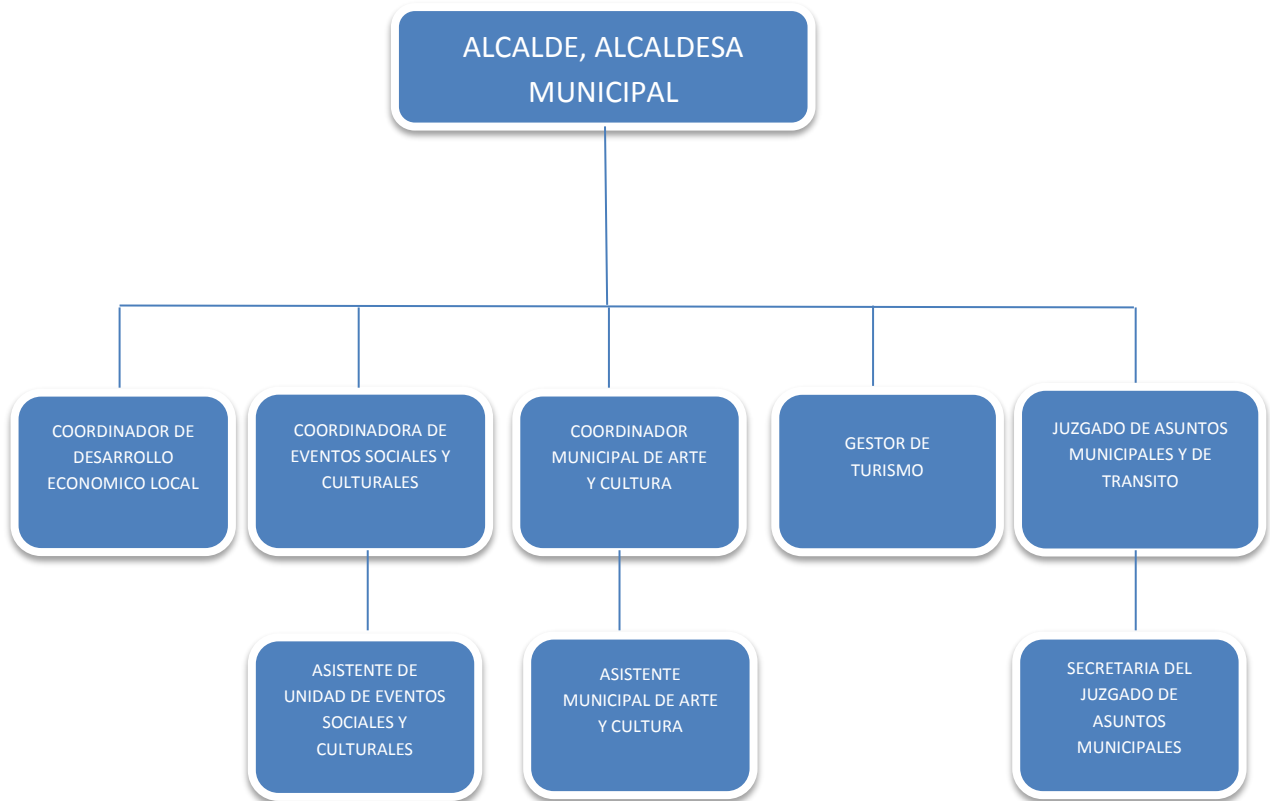 ALCALDE, ALCALDESA
MUNICIPAL
COORDINADOR DE
DESARROLLO
ECONOMICO LOCAL
COORDINADORA DE
EVENTOS SOCIALES Y
CULTURALES
COORDINADOR
MUNICIPAL DE ARTE
Y CULTURA
GESTOR DE
TURISMO
JUZGADO DE ASUNTOS
MUNICIPALES Y DE
TRANSITO
ASISTENTE DE
UNIDAD DE EVENTOS
SOCIALES Y
CULTURALES
ASISTENTE
MUNICIPAL DE ARTE
Y CULTURA
SECRETARIA DEL
JUZGADO DE
ASUNTOS
MUNICIPALES